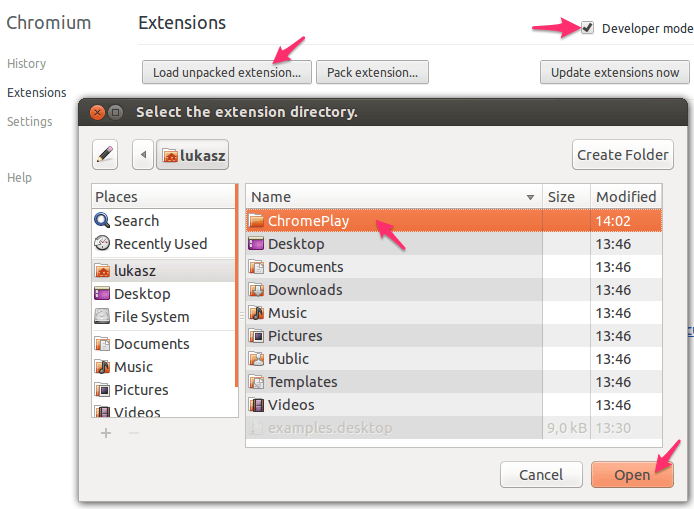 Chromium Extensions Developer mode
History
Load unpacked extension... Pack extension... Update extensions now
Extensions
Settings
Help
Select the extension directory.
lukasz Create Folder
Places
Search
Recently Used
lukasz
Desktop
File System
Documents
Music
Pictures
Videos
Name Size Modified
ChromePlay 14:02
Desktop 13:46
Documents 13:46
Downloads 13:46
Music 13:46
Pictures 13:46
Public 13:46
Templates 13:46
Videos 13:46
examples.desktop 9,0 kB 13:30
Cancel Open